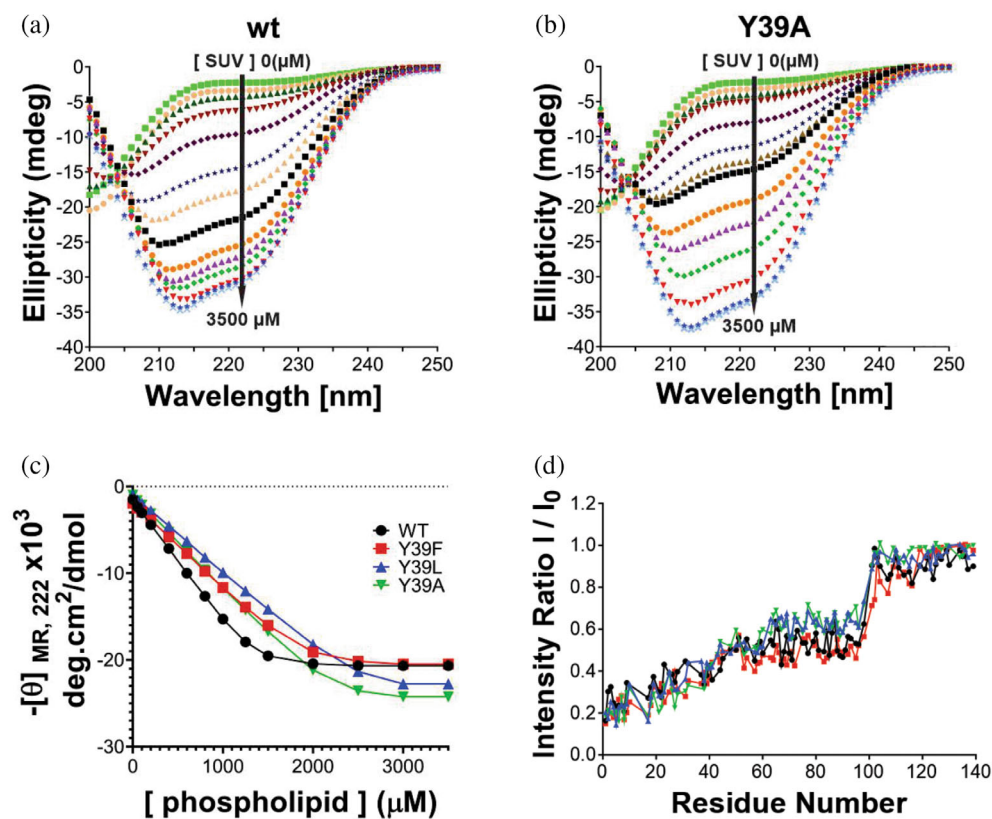 (a)
wt
[ SUV ] 0(µM)
0
-5
-10
-15
-20
-25
-30
-35
-40
Ellipticity (mdeg)
3500 µM
200 210 220 230 240 250
Wavelength [nm]
(b)
Y39A
[ SUV ] 0(µM)
0
-5
-10
-15
-20
-25
-30
-35
-40
Ellipticity (mdeg)
3500 µM
200 210 220 230 240 250
Wavelength [nm]
(c)
0
-10
-20
-30
-[θ] MR, 222 x10³
deg.cm²/dmol
WT
Y39F
Y39L
Y39A
0 1000 2000 3000
[ phospholipid ] (µM)
(d)
1.2
1.0
0.8
0.6
0.4
0.2
0.0
Intensity Ratio I / I₀
0 20 40 60 80 100 120 140
Residue Number